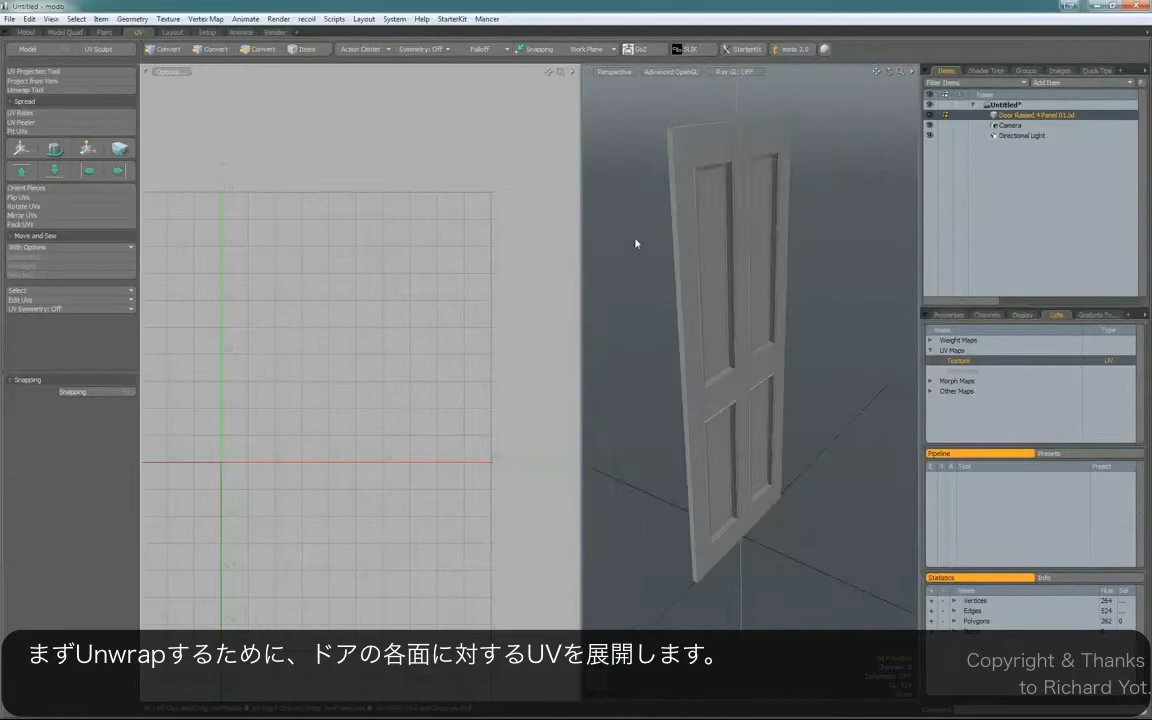 Untitled - modo
File Edit View Select Item Geometry Texture Vertex Map Animate Render recoil Scripts Layout System Help StarterKit Mancer
Model Model Quad Paint UV Layout Setup Animate Render +
Model UV Sculpt Convert Convert Convert Items Action Center Symmetry: Off Falloff Snapping Work Plane GoZ SLIK StarterKit moto 2.0
UV Projection Tool
Project from View
Unwrap Tool
Spread
UV Relax
UV Peeler
Fit UVs
Orient Pieces
Flip UVs
Rotate UVs
Mirror UVs
Pack UVs
Move and Sew
With Options
Select
Edit UVs
UV Symmetry: Off
Snapping
Snapping
Options
Perspective Advanced OpenGL Ray GL: Off
Items Shader Tree Groups Images Quick Tips +
Filter Items Add Item
Name
Untitled*
Door Raised 4 Panel 01.lxl
Camera
Directional Light
Properties Channels Display Lists +
Name Type
Weight Maps
UV Maps
Texture UV
Morph Maps
Other Maps
Pipeline Presets
E V A Tool Preset
Statistics Info
Name Num Sel
Vertices 264 ...
Edges 524 ...
Polygons 262 0
まずUnwrapするために、ドアの各面に対するUVを展開します。
Copyright & Thanks
to Richard Yot.